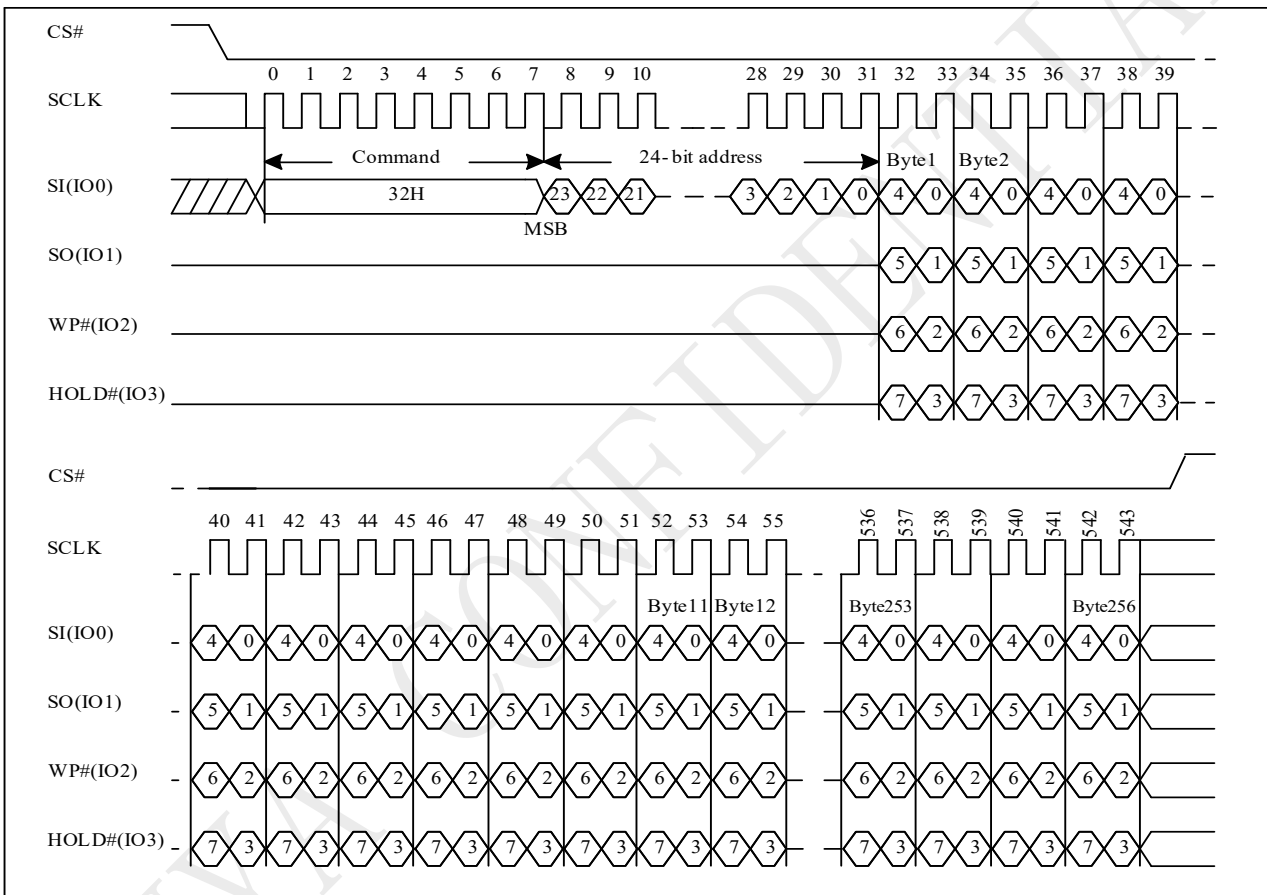 CS#
0 1 2 3 4 5 6 7 8 9 10 28 29 30 31 32 33 34 35 36 37 38 39
SCLK
Command 24-bit address Byte1 Byte2
SI(IO0) 32H 23 22 21 3 2 1 0 4 0 4 0 4 0 4 0
MSB
SO(IO1) 5 1 5 1 5 1 5 1
WP#(IO2) 6 2 6 2 6 2 6 2
HOLD#(IO3) 7 3 7 3 7 3 7 3
CS#
40 41 42 43 44 45 46 47 48 49 50 51 52 53 54 55 536 537 538 539 540 541 542 543
SCLK
Byte11 Byte12 Byte253 Byte256
SI(IO0) 4 0 4 0 4 0 4 0 4 0 4 0 4 0 4 0 4 0 4 0 4 0 4 0
SO(IO1) 5 1 5 1 5 1 5 1 5 1 5 1 5 1 5 1 5 1 5 1 5 1 5 1
WP#(IO2) 6 2 6 2 6 2 6 2 6 2 6 2 6 2 6 2 6 2 6 2 6 2 6 2
HOLD#(IO3) 7 3 7 3 7 3 7 3 7 3 7 3 7 3 7 3 7 3 7 3 7 3 7 3
CONFIDENTIA